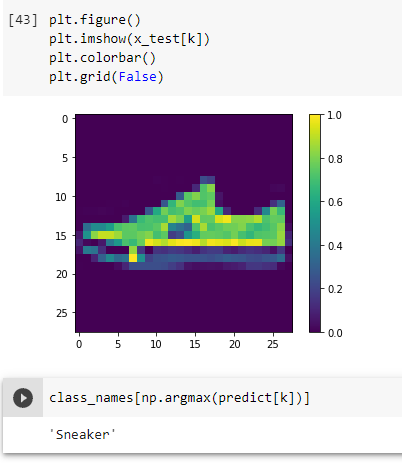 [43] plt.figure()
plt.imshow(x_test[k])
plt.colorbar()
plt.grid(False)
0
5
10
15
20
25
0 5 10 15 20 25
1.0
0.8
0.6
0.4
0.2
0.0
class_names[np.argmax(predict[k])]
'Sneaker'